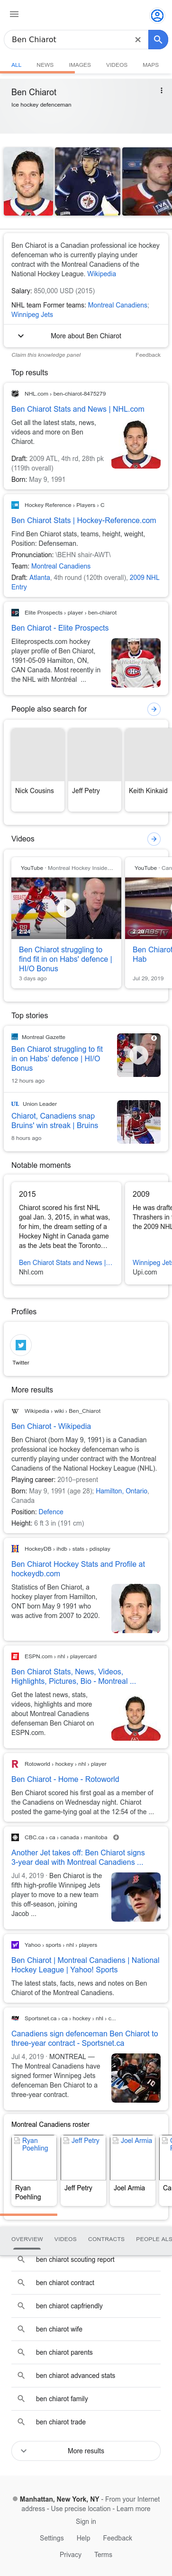 Ben Chiarot
ALL NEWS IMAGES VIDEOS MAPS
Ben Chiarot
Ice hockey defenceman
Ben Chiarot is a Canadian professional ice hockey
defenceman who is currently playing under
contract with the Montreal Canadiens of the
National Hockey League. Wikipedia
Salary: 850,000 USD (2015)
NHL team Former teams: Montreal Canadiens;
Winnipeg Jets
More about Ben Chiarot
Claim this knowledge panel Feedback
Top results
NHL.com › ben-chiarot-8475279
Ben Chiarot Stats and News | NHL.com
Get all the latest stats, news,
videos and more on Ben
Chiarot.
Draft: 2009 ATL, 4th rd, 28th pk
(119th overall)
Born: May 9, 1991
Hockey Reference › Players › C
Ben Chiarot Stats | Hockey-Reference.com
Find Ben Chiarot stats, teams, height, weight,
Position: Defenseman.
Pronunciation: \BEHN shair-AWT\
Team: Montreal Canadiens
Draft: Atlanta, 4th round (120th overall), 2009 NHL
Entry
Elite Prospects › player › ben-chiarot
Ben Chiarot - Elite Prospects
Eliteprospects.com hockey
player profile of Ben Chiarot,
1991-05-09 Hamilton, ON,
CAN Canada. Most recently in
the NHL with Montréal ...
People also search for
Nick Cousins Jeff Petry Keith Kinkaid
Videos
YouTube · Montreal Hockey Inside... YouTube · Can
2:24
Ben Chiarot struggling to
find fit in on Habs' defence |
HI/O Bonus
3 days ago
2:28
Ben Chiarot
Hab
Jul 29, 2019
Top stories
Montreal Gazette
Ben Chiarot struggling to fit
in on Habs' defence | HI/O
Bonus
12 hours ago
UL Union Leader
Chiarot, Canadiens snap
Bruins' win streak | Bruins
8 hours ago
Notable moments
2015
Chiarot scored his first NHL
goal Jan. 3, 2015, in what was,
for him, the dream setting of a
Hockey Night in Canada game
as the Jets beat the Toronto...
Ben Chiarot Stats and News |...
Nhl.com
2009
He was drafte
Thrashers in
the 2009 NHL
Winnipeg Jets
Upi.com
Profiles
Twitter
More results
W Wikipedia › wiki › Ben_Chiarot
Ben Chiarot - Wikipedia
Ben Chiarot (born May 9, 1991) is a Canadian
professional ice hockey defenceman who is
currently playing under contract with the Montreal
Canadiens of the National Hockey League (NHL).
Playing career: 2010–present
Born: May 9, 1991 (age 28); Hamilton, Ontario,
Canada
Position: Defence
Height: 6 ft 3 in (191 cm)
H HockeyDB › ihdb › stats › pdisplay
Ben Chiarot Hockey Stats and Profile at
hockeydb.com
Statistics of Ben Chiarot, a
hockey player from Hamilton,
ONT born May 9 1991 who
was active from 2007 to 2020.
ESPN.com › nhl › playercard
Ben Chiarot Stats, News, Videos,
Highlights, Pictures, Bio - Montreal ...
Get the latest news, stats,
videos, highlights and more
about Montreal Canadiens
defenseman Ben Chiarot on
ESPN.com.
R Rotoworld › hockey › nhl › player
Ben Chiarot - Home - Rotoworld
Ben Chiarot scored his first goal as a member of
the Canadiens on Wednesday night. Chiarot
posted the game-tying goal at the 12:54 of the ...
CBC.ca › ca › canada › manitoba
Another Jet takes off: Ben Chiarot signs
3-year deal with Montreal Canadiens ...
Jul 4, 2019 · Ben Chiarot is the
fifth high-profile Winnipeg Jets
player to move to a new team
this off-season, joining
Jacob ...
Yahoo › sports › nhl › players
Ben Chiarot | Montreal Canadiens | National
Hockey League | Yahoo! Sports
The latest stats, facts, news and notes on Ben
Chiarot of the Montreal Canadiens.
Sportsnet.ca › ca › hockey › nhl › c...
Canadiens sign defenceman Ben Chiarot to
three-year contract - Sportsnet.ca
Jul 4, 2019 · MONTREAL —
The Montreal Canadiens have
signed former Winnipeg Jets
defenceman Ben Chiarot to a
three-year contract.
Montreal Canadiens roster
Ryan
Poehling
Jeff Petry Joel Armia
Ryan
Poehling
Jeff Petry Joel Armia
OVERVIEW VIDEOS CONTRACTS PEOPLE ALS
ben chiarot scouting report
ben chiarot contract
ben chiarot capfriendly
ben chiarot wife
ben chiarot parents
ben chiarot advanced stats
ben chiarot family
ben chiarot trade
More results
Manhattan, New York, NY - From your Internet
address - Use precise location - Learn more
Sign in
Settings Help Feedback
Privacy Terms